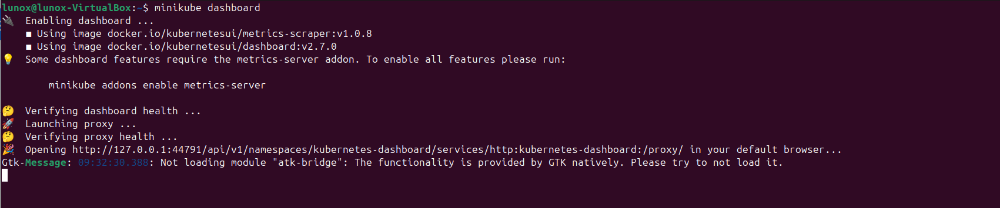 lunox@lunox-VirtualBox:~$ minikube dashboard
🔌  Enabling dashboard ...
    ▪ Using image docker.io/kubernetesui/metrics-scraper:v1.0.8
    ▪ Using image docker.io/kubernetesui/dashboard:v2.7.0
💡  Some dashboard features require the metrics-server addon. To enable all features please run:
minikube addons enable metrics-server
🤔  Verifying dashboard health ...
🚀  Launching proxy ...
🤔  Verifying proxy health ...
🎉  Opening http://127.0.0.1:44791/api/v1/namespaces/kubernetes-dashboard/services/http:kubernetes-dashboard:/proxy/ in your default browser...
Gtk-Message: 09:32:30.388: Not loading module "atk-bridge": The functionality is provided by GTK natively. Please try to not load it.